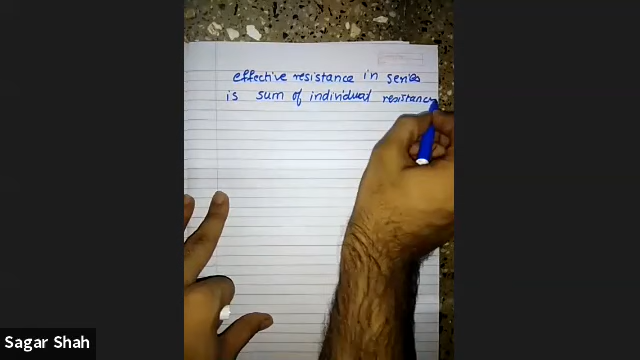 effective resistance in series
is sum of individual resistance
Sagar Shah